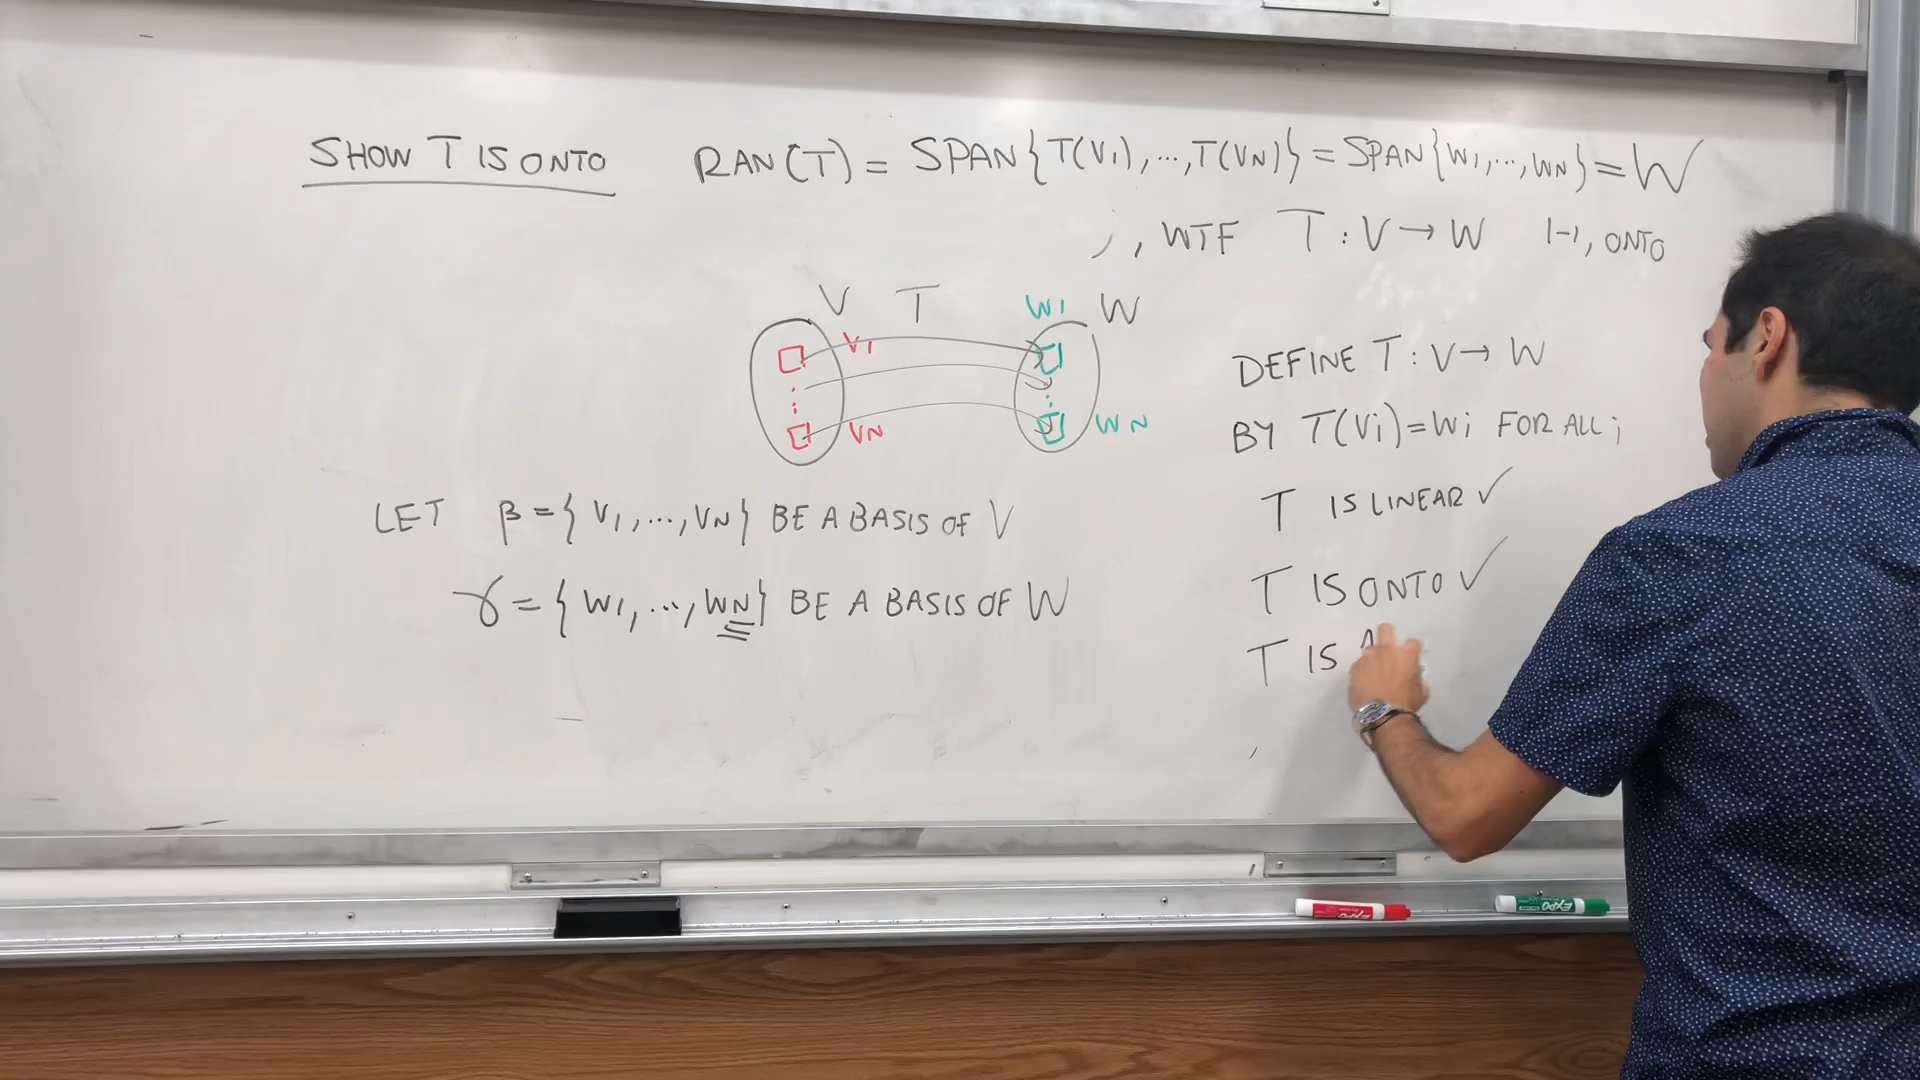 SHOW T IS ONTO RAN(T) = SPAN{T(V1),...,T(VN)} = SPAN{W1,...,WN} = W
, WTF T : V → W 1-1, ONTO
V T W1 W
V1
VN WN
DEFINE T : V → W
BY T(Vi) = Wi FOR ALL i
LET β = { V1,...,VN} BE A BASIS OF V
T IS LINEAR ✓
γ = { W1,...,WN} BE A BASIS OF W
T IS ONTO ✓
T IS
EXPO
EXPO